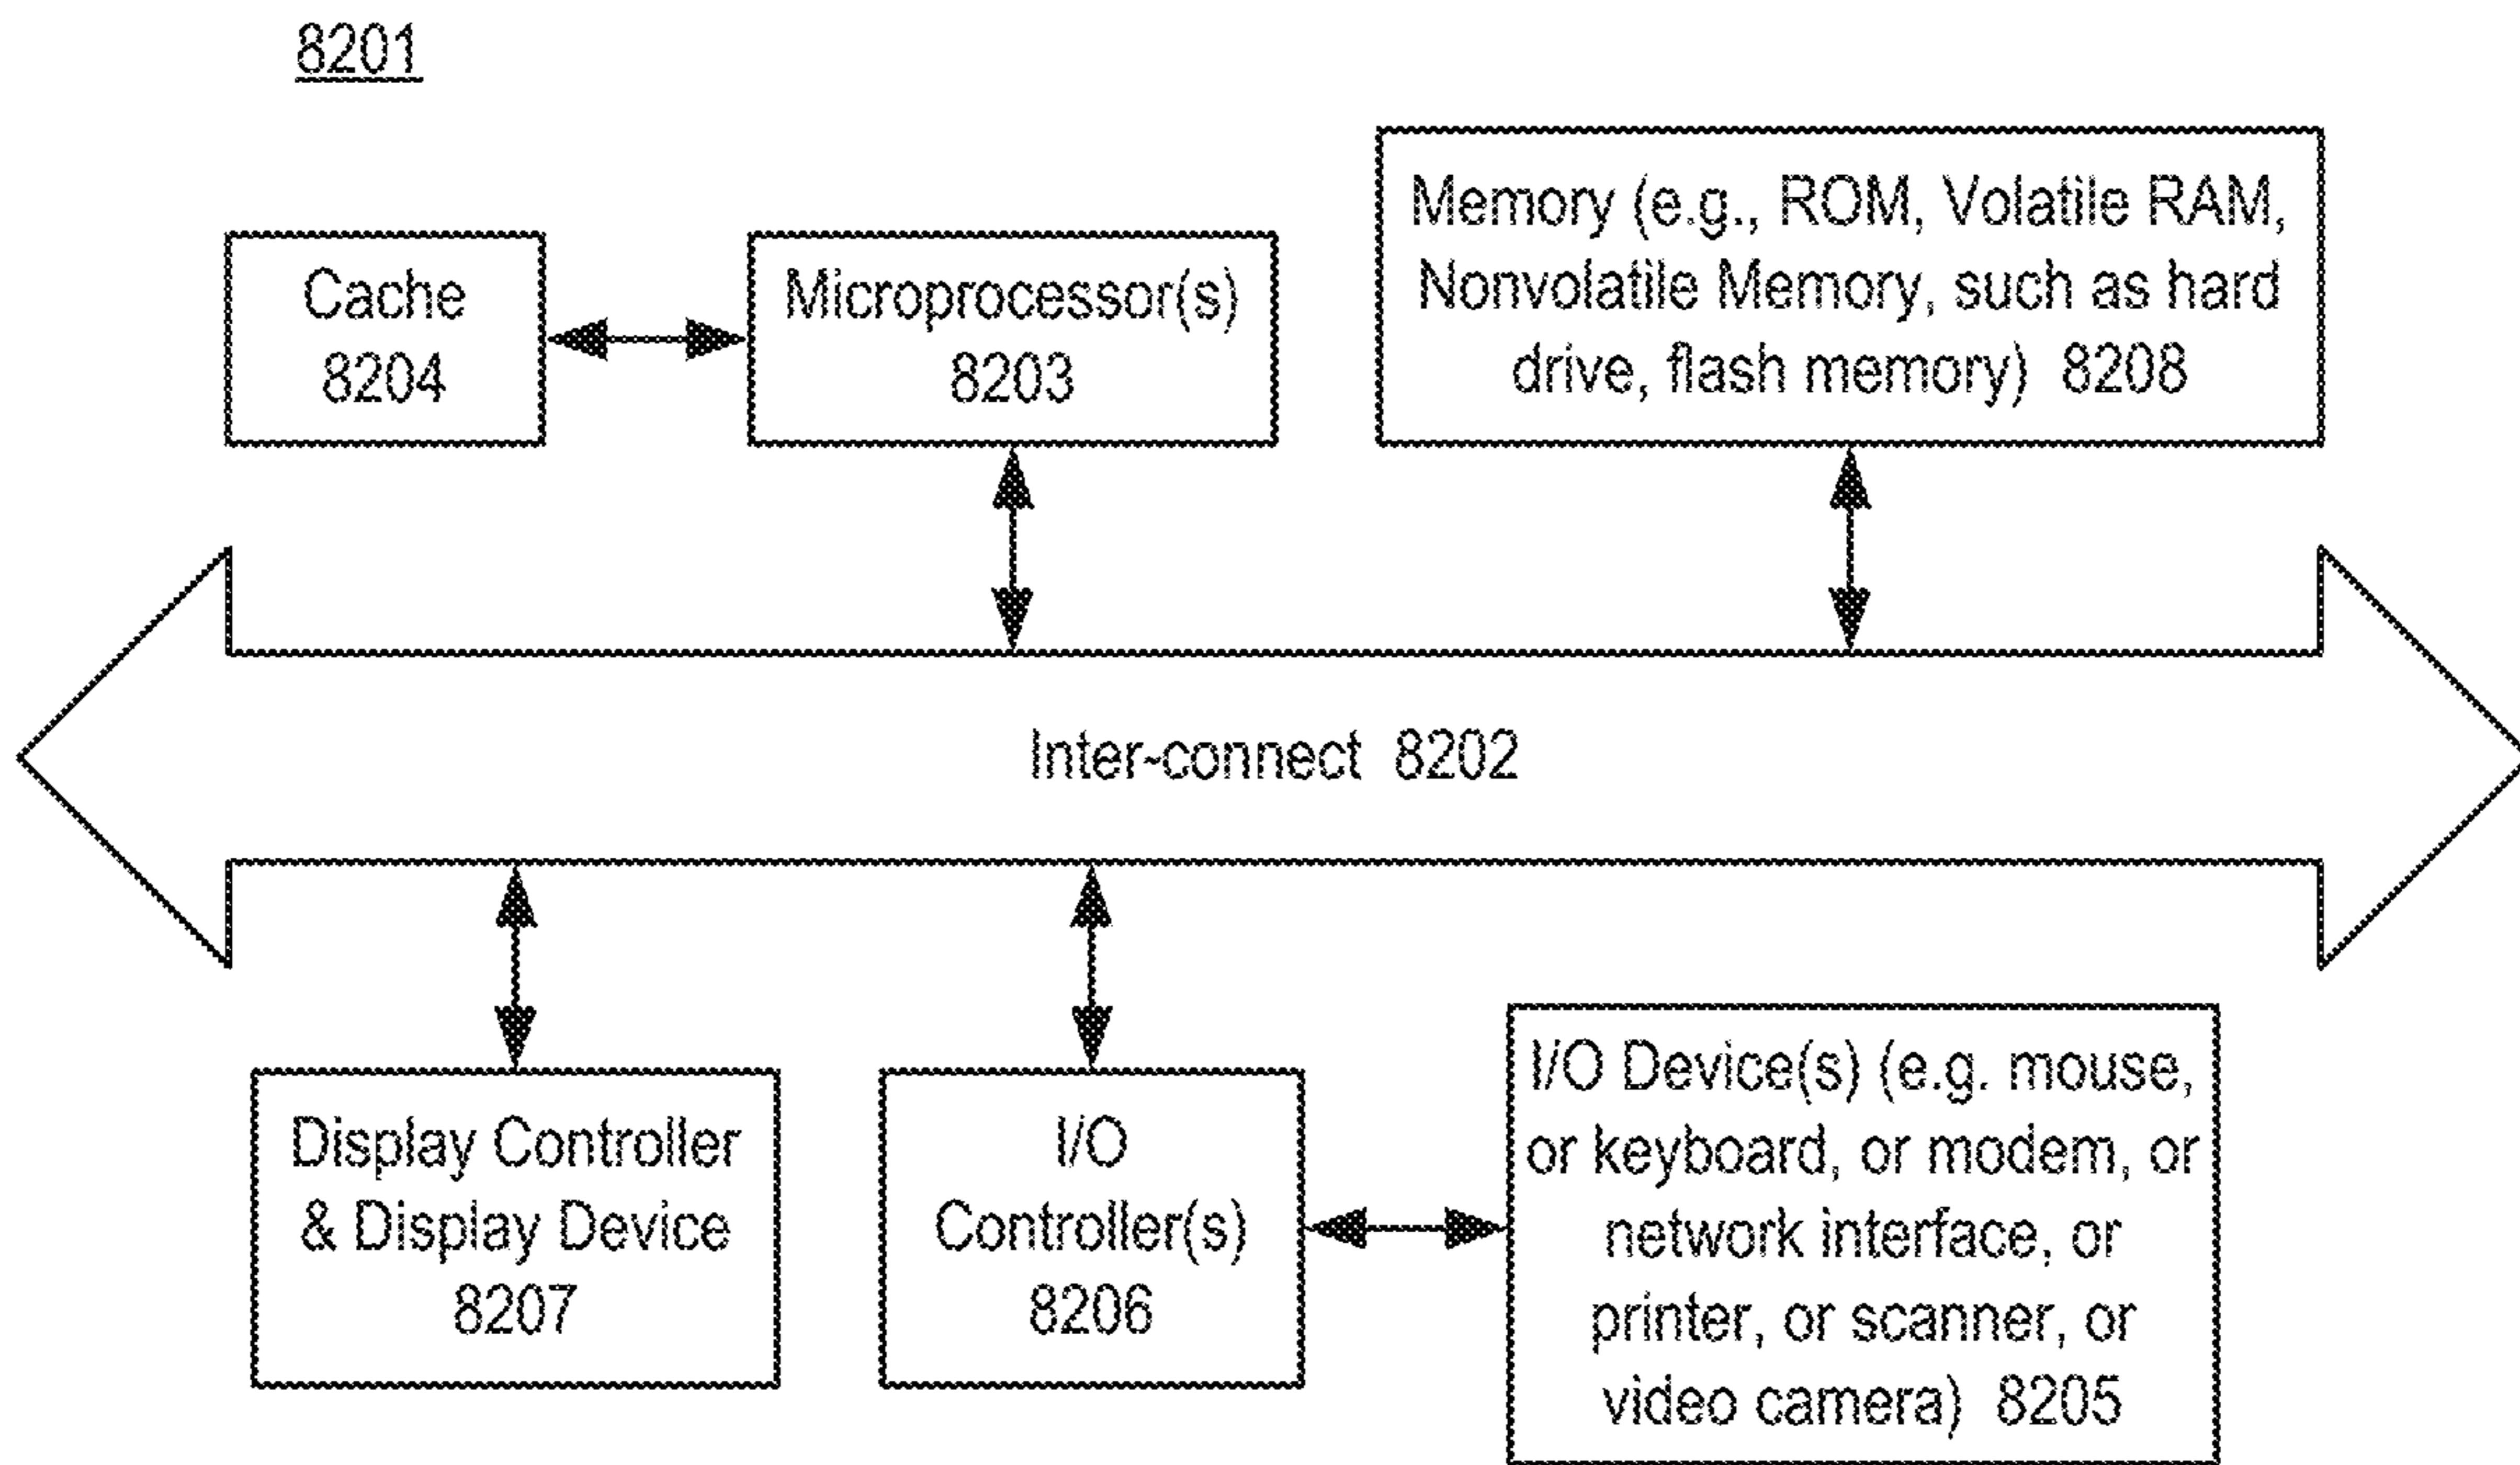 8201
Cache
8204
Microprocessor(s)
8203
Memory (e.g., ROM, Volatile RAM,
Nonvolatile Memory, such as hard
drive, flash memory) 8208
Inter-connect 8202
Display Controller
& Display Device
8207
I/O
Controller(s)
8206
I/O Device(s) (e.g. mouse,
or keyboard, or modem, or
network interface, or
printer, or scanner, or
video camera) 8205